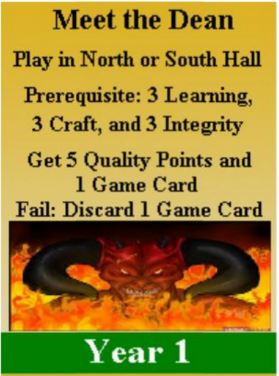 Meet the Dean
Play in North or South Hall
Prerequisite: 3 Learning,
3 Craft, and 3 Integrity
Get 5 Quality Points and
1 Game Card
Fail: Discard 1 Game Card
Year 1